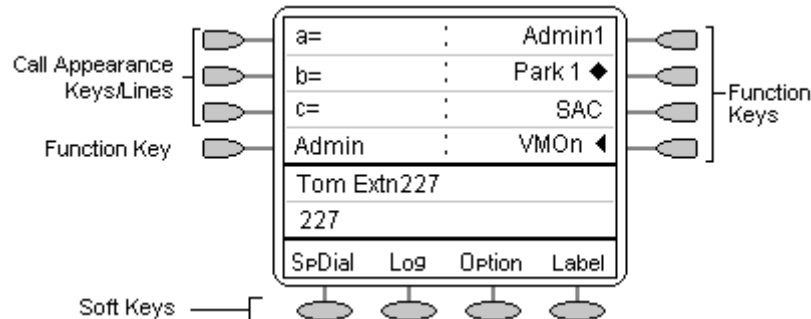 Call Appearance
Keys/Lines
Function Key
a= : Admin1
b= : Park 1 ◆
c= : SAC
Admin : VMOn ◀
Tom Extn227
227
SpDial Log Option Label
Function
Keys
Soft Keys